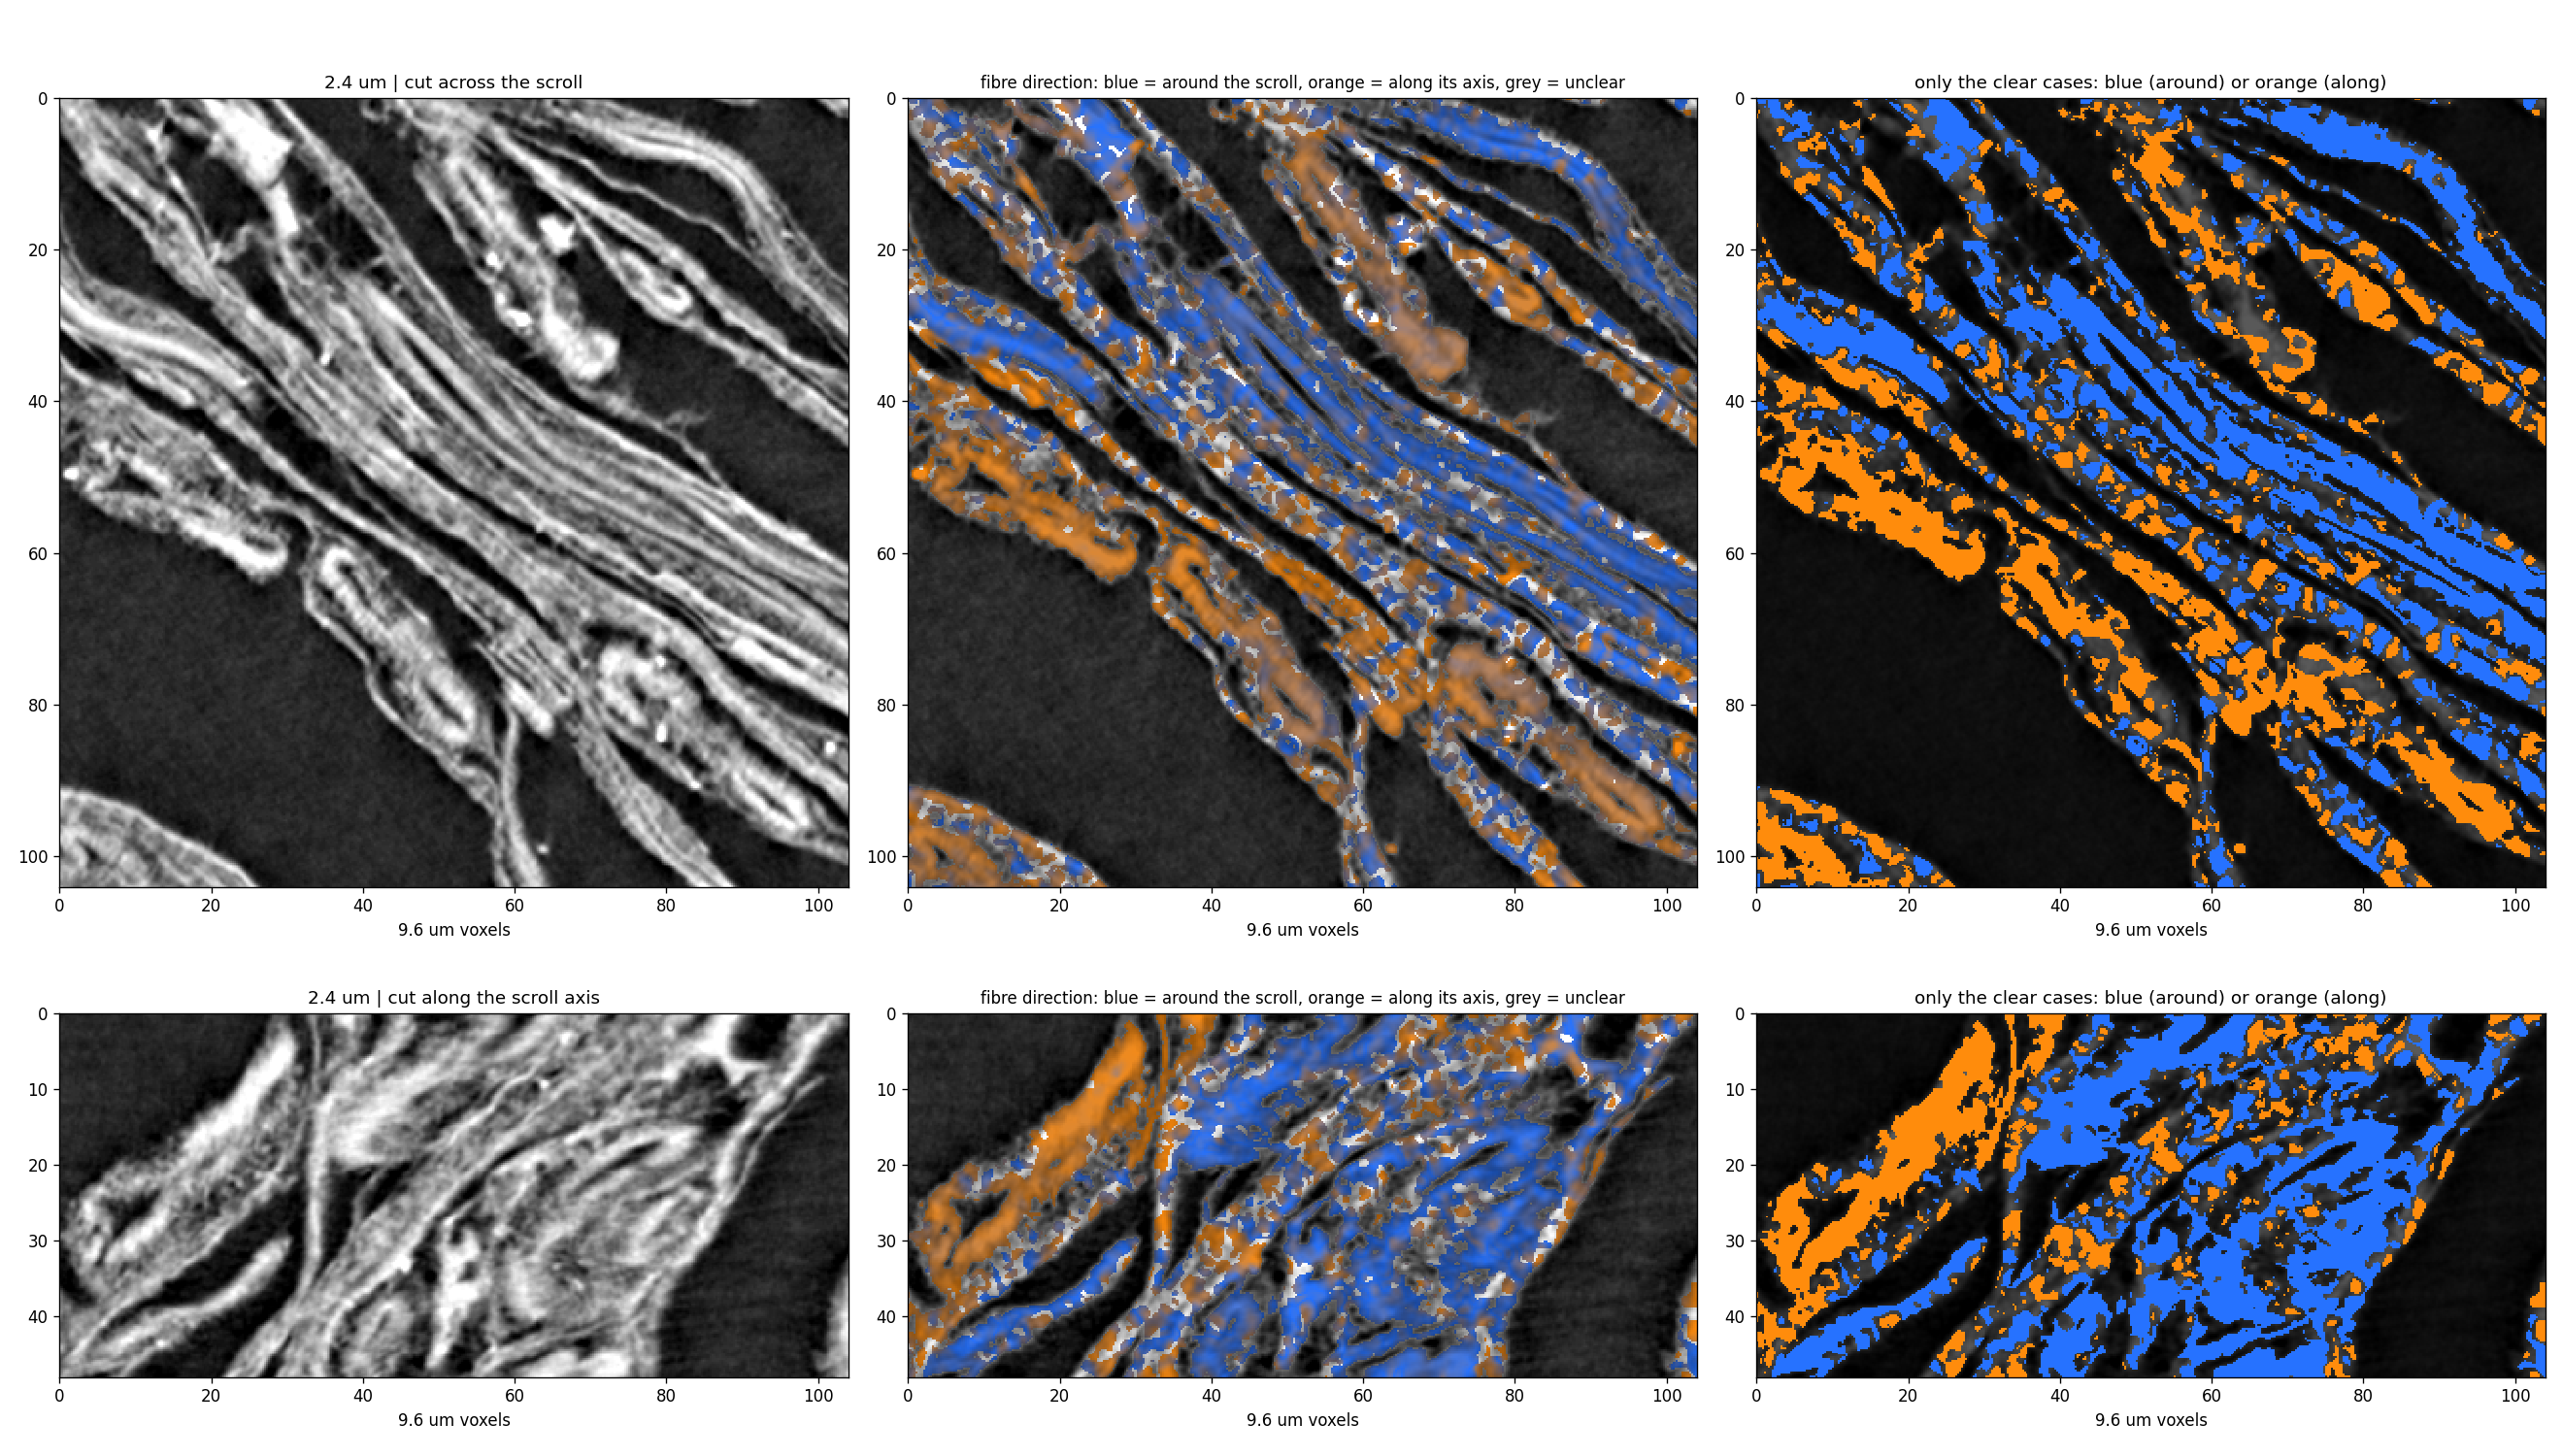 2.4 um | cut across the scroll
fibre direction: blue = around the scroll, orange = along its axis, grey = unclear
only the clear cases: blue (around) or orange (along)
0
20
40
60
80
100
0 20 40 60 80 100
9.6 um voxels
0
20
40
60
80
100
0 20 40 60 80 100
9.6 um voxels
0
20
40
60
80
100
0 20 40 60 80 100
9.6 um voxels
2.4 um | cut along the scroll axis
fibre direction: blue = around the scroll, orange = along its axis, grey = unclear
only the clear cases: blue (around) or orange (along)
0
10
20
30
40
0 20 40 60 80 100
9.6 um voxels
0
10
20
30
40
0 20 40 60 80 100
9.6 um voxels
0
10
20
30
40
0 20 40 60 80 100
9.6 um voxels